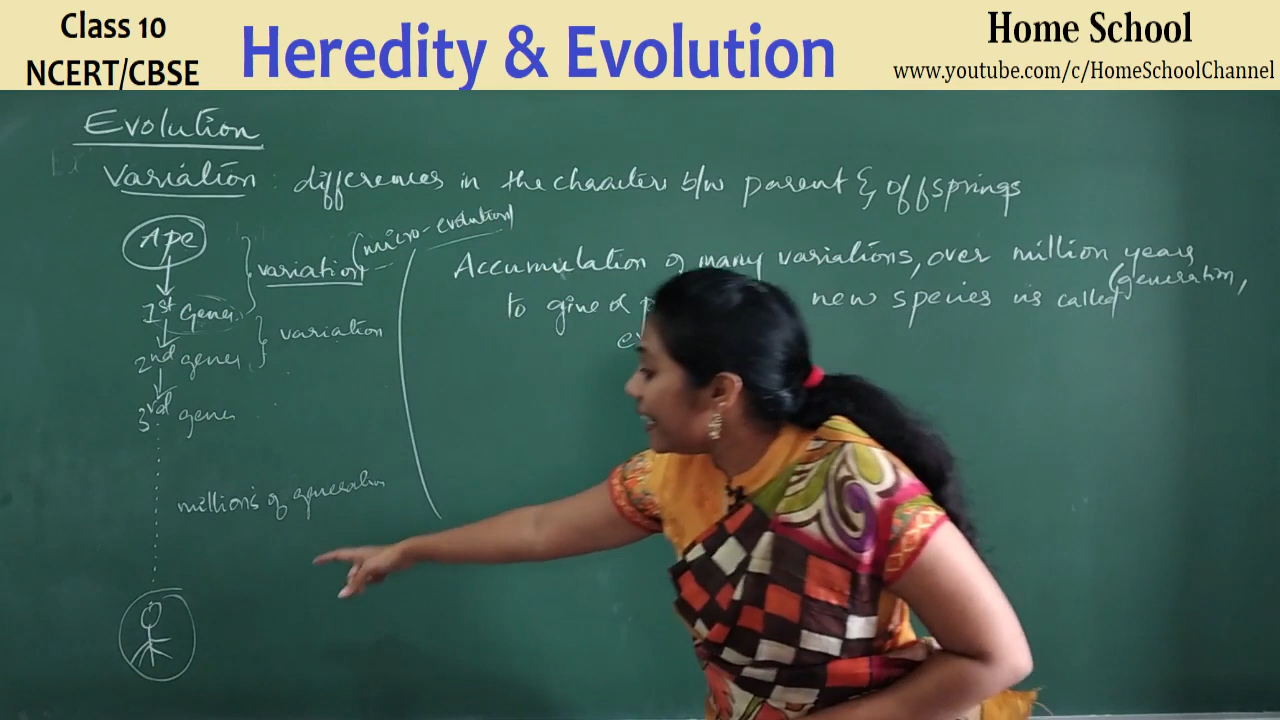 Class 10
NCERT/CBSE
Heredity & Evolution
Home School
www.youtube.com/c/HomeSchoolChannel
Evolution
Variation : differences in the characters b/w parent & offsprings
Ape
variation
(micro-evolution)
1st Gener.
variation
2nd gener.
3rd gener
millions of generation
Accumulation of many variations, over million years
(generation,
to give new species is called